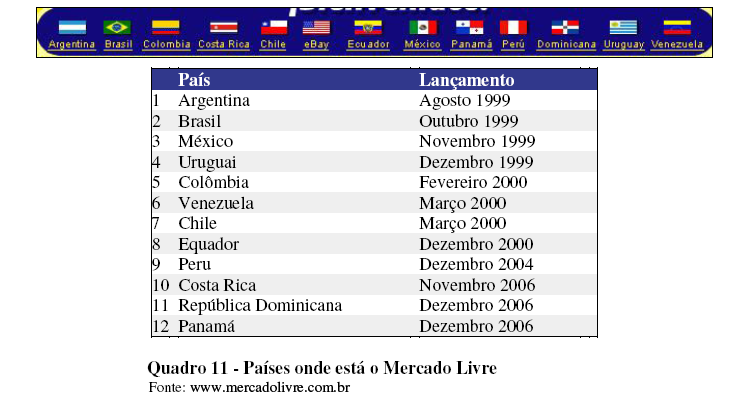 ¡Bienvenidos!
Argentina Brasil Colombia Costa Rica Chile eBay Ecuador México Panamá Perú Dominicana Uruguay Venezuela
País Lançamento
1 Argentina Agosto 1999
2 Brasil Outubro 1999
3 México Novembro 1999
4 Uruguai Dezembro 1999
5 Colômbia Fevereiro 2000
6 Venezuela Março 2000
7 Chile Março 2000
8 Equador Dezembro 2000
9 Peru Dezembro 2004
10 Costa Rica Novembro 2006
11 República Dominicana Dezembro 2006
12 Panamá Dezembro 2006
Quadro 11 - Países onde está o Mercado Livre
Fonte: www.mercadolivre.com.br